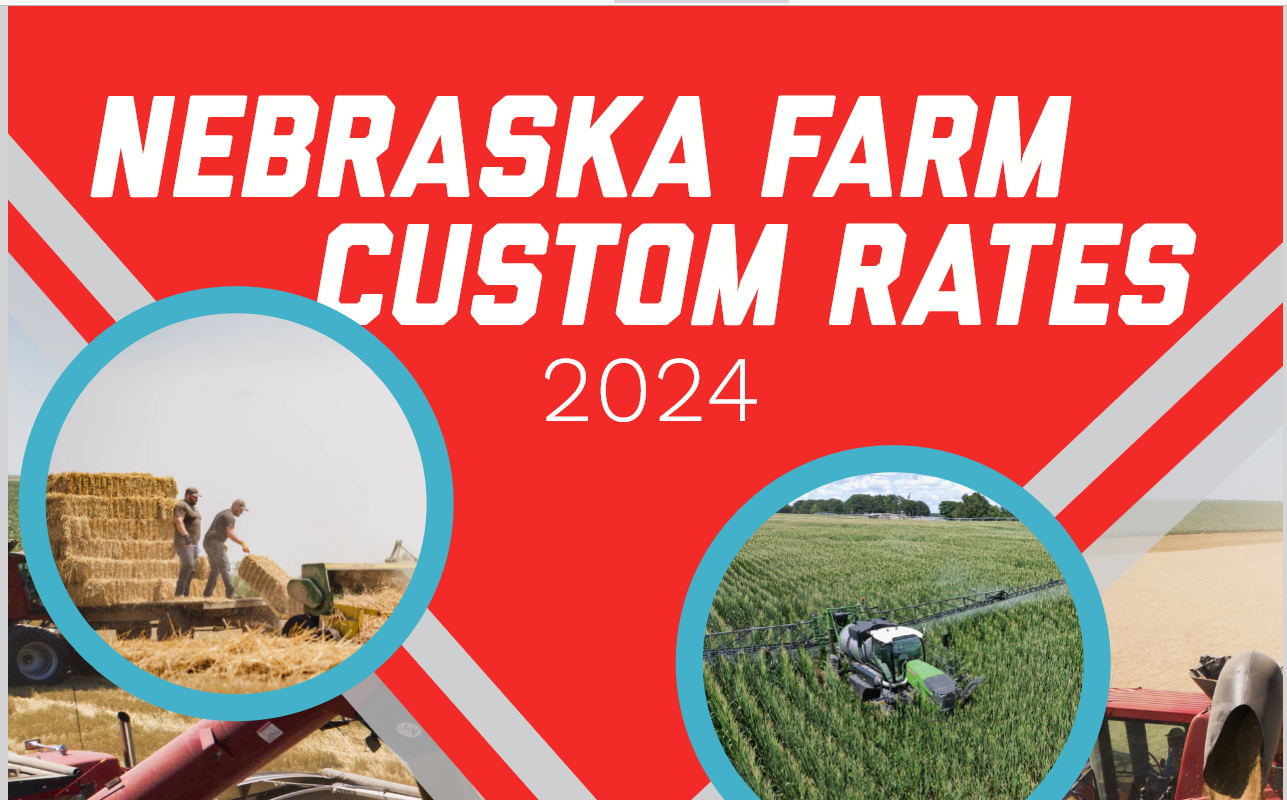 NEBRASKA FARM
CUSTOM RATES
2024